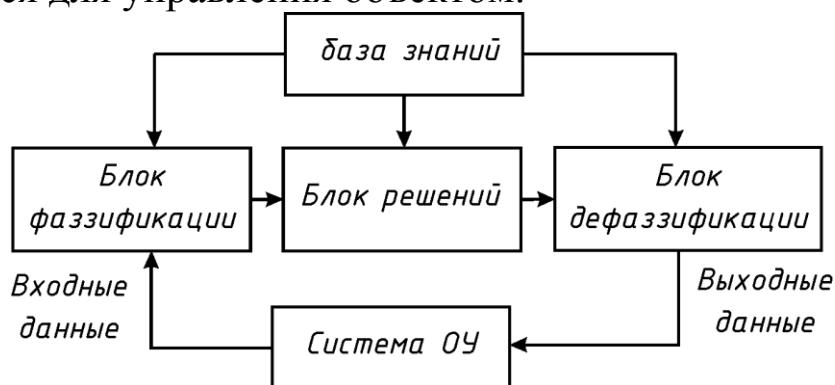 ся для управления объектом.
база знаний
Блок
фаззификации
Блок решений
Блок
дефаззификации
Входные
данные
Выходные
данные
Система ОУ